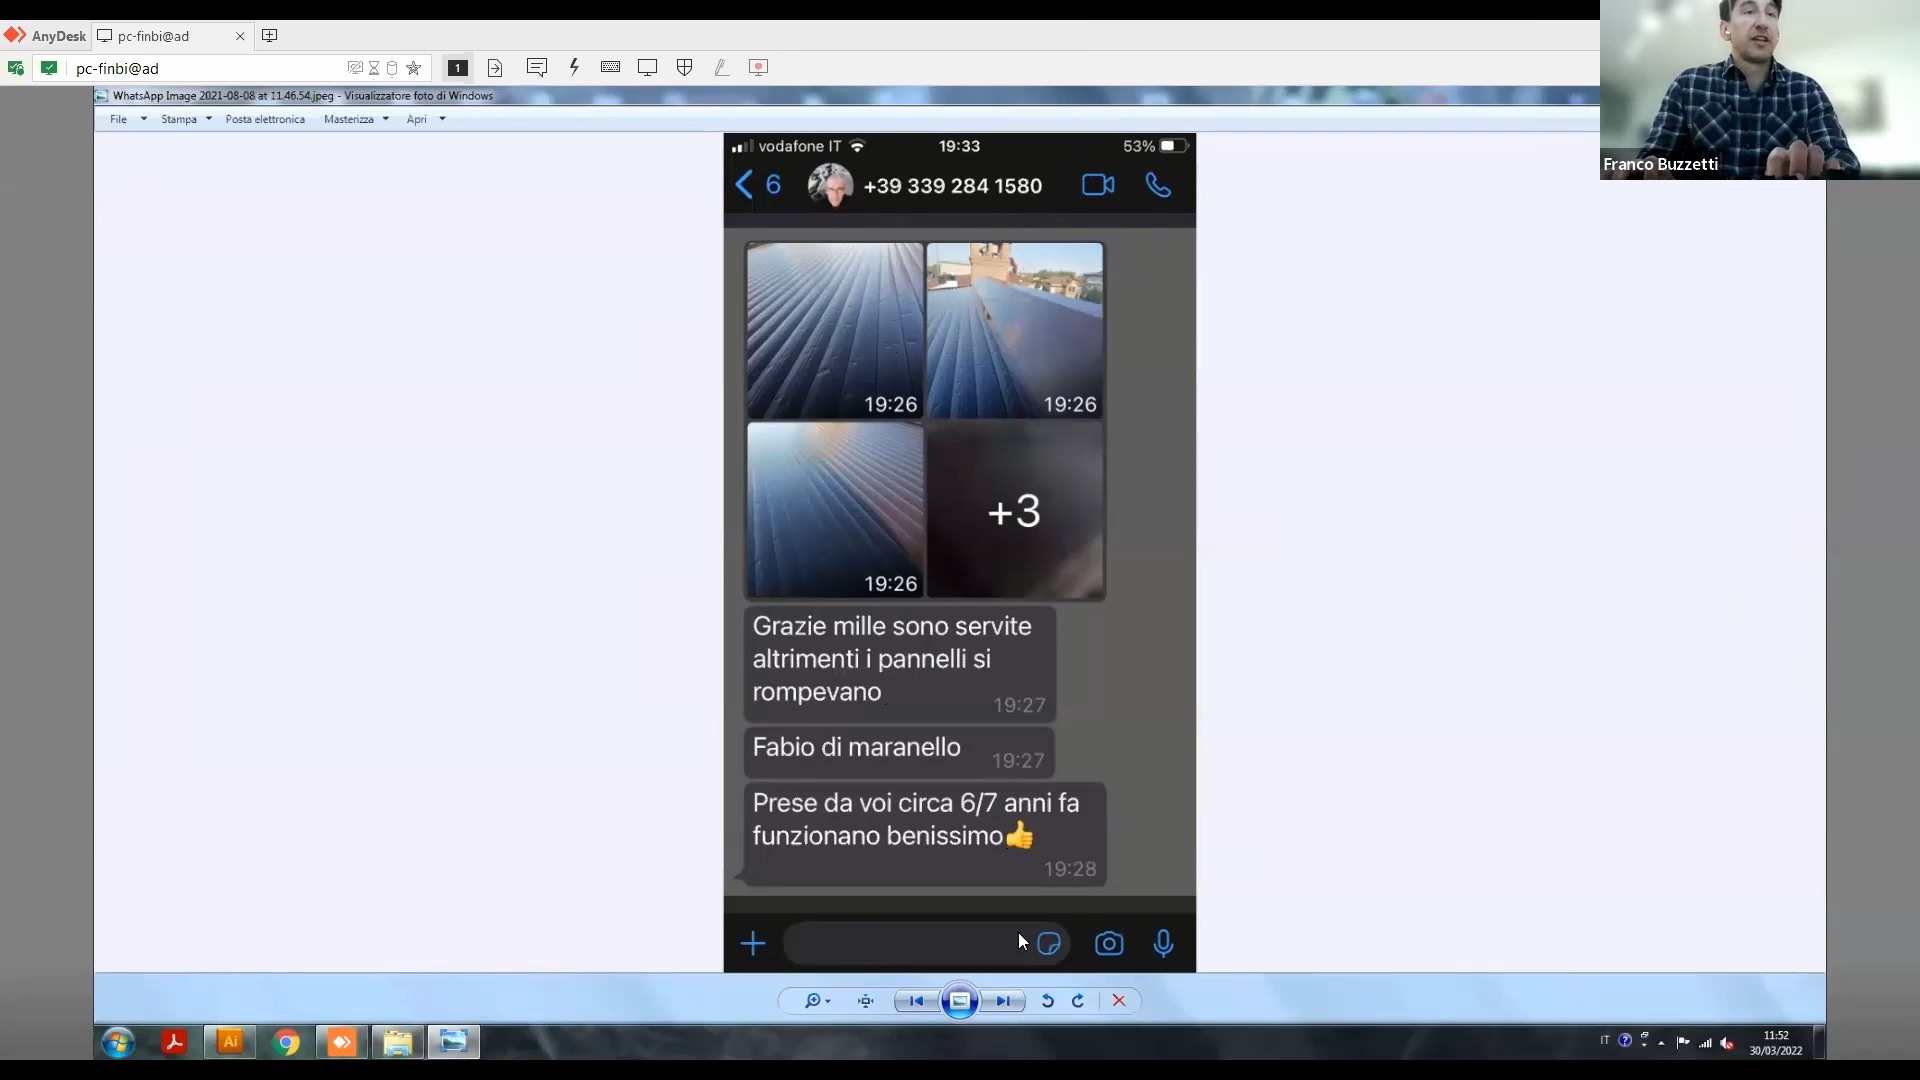 AnyDesk
pc-finbi@ad
pc-finbi@ad
1
WhatsApp Image 2021-08-08 at 11.46.54.jpeg - Visualizzatore foto di Windows
File
Stampa
Posta elettronica
Masterizza
Apri
Franco Buzzetti
vodafone IT
19:33
53%
6
+39 339 284 1580
19:26
19:26
19:26
+3
Grazie mille sono servite
altrimenti i pannelli si
rompevano
19:27
Fabio di maranello
19:27
Prese da voi circa 6/7 anni fa
funzionano benissimo👍
19:28
Ai
IT
11:52
30/03/2022